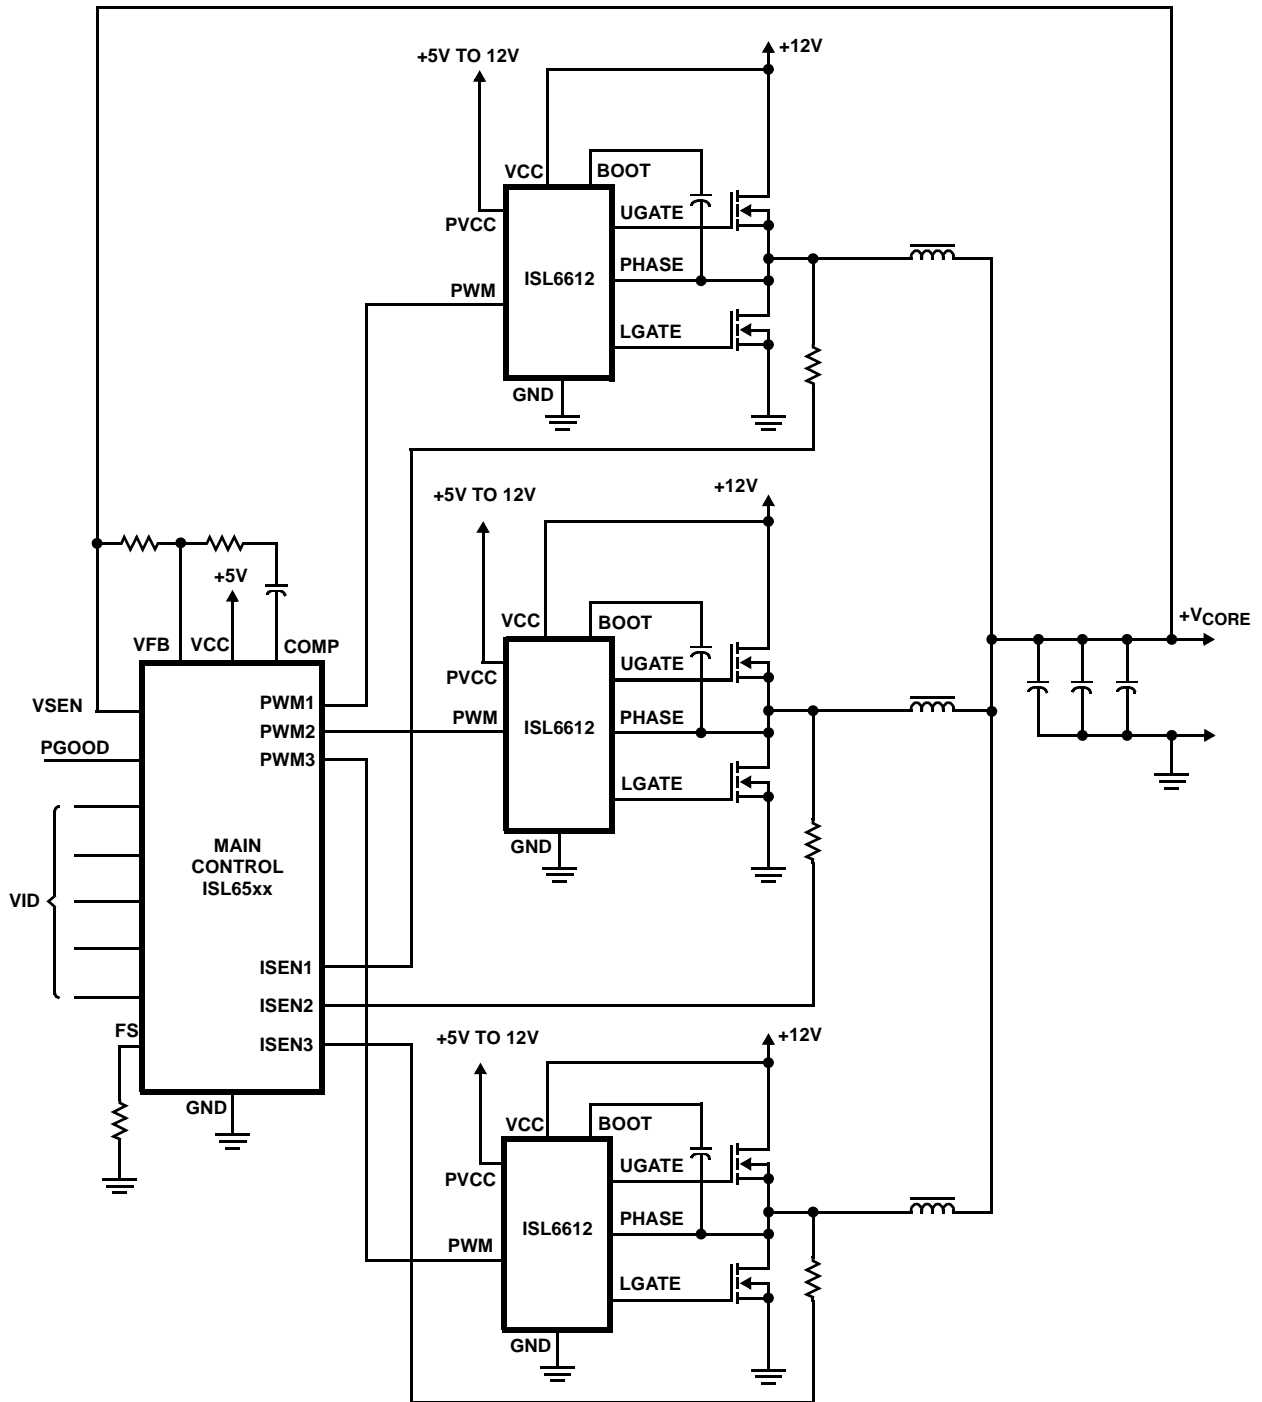 +5V TO 12V
+12V
VCC
BOOT
PVCC
UGATE
ISL6612
PHASE
PWM
LGATE
GND
+5V TO 12V
+12V
VCC
BOOT
PVCC
UGATE
ISL6612
PHASE
PWM
LGATE
GND
+5V
VFB
VCC
COMP
VSEN
PGOOD
VID
FS
PWM1
PWM2
PWM3
MAIN
CONTROL
ISL65xx
ISEN1
ISEN2
ISEN3
GND
+VCORE
+5V TO 12V
+12V
VCC
BOOT
PVCC
UGATE
ISL6612
PHASE
PWM
LGATE
GND